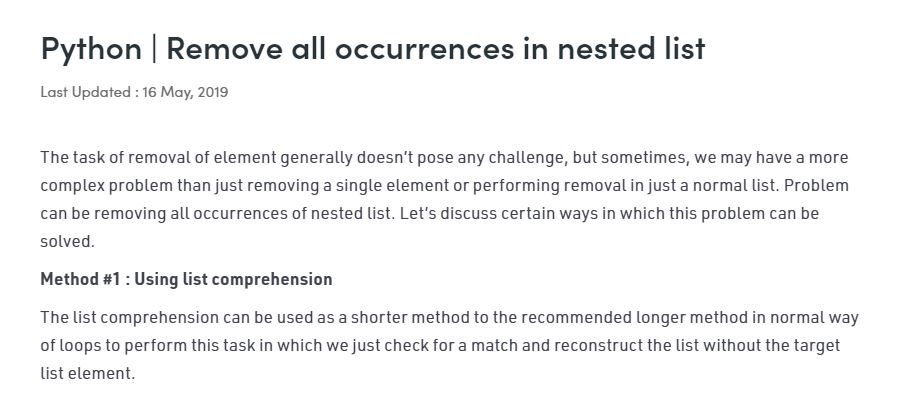 Python | Remove all occurrences in nested list
Last Updated : 16 May, 2019
The task of removal of element generally doesn’t pose any challenge, but sometimes, we may have a more
complex problem than just removing a single element or performing removal in just a normal list. Problem
can be removing all occurrences of nested list. Let’s discuss certain ways in which this problem can be
solved.
Method #1 : Using list comprehension
The list comprehension can be used as a shorter method to the recommended longer method in normal way
of loops to perform this task in which we just check for a match and reconstruct the list without the target
list element.